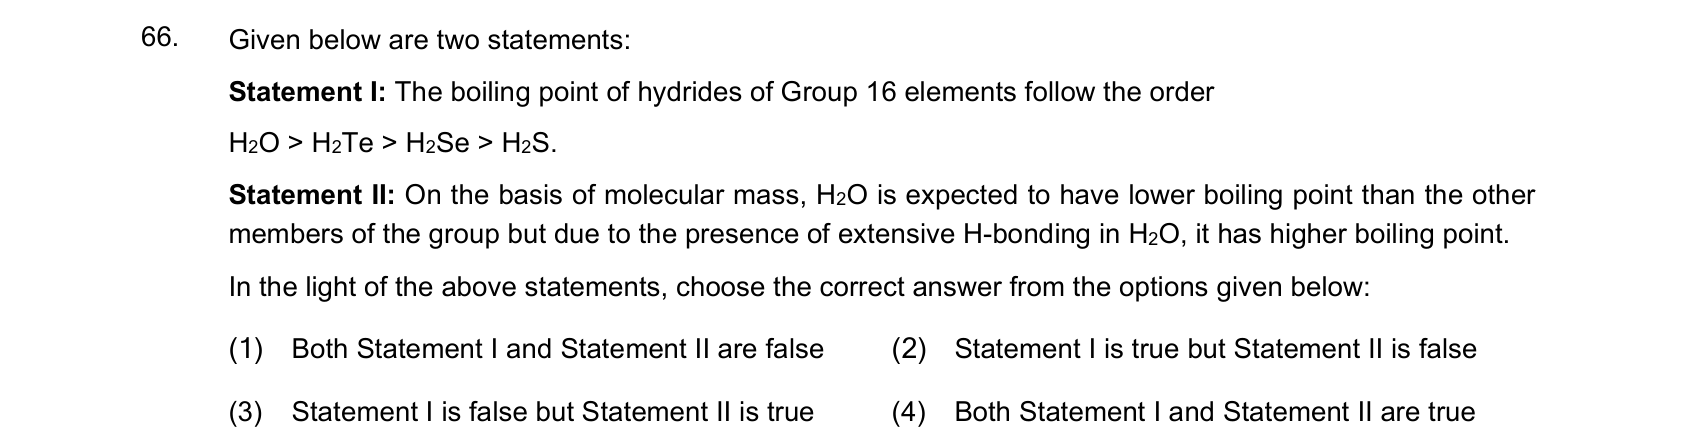 66. Given below are two statements:
Statement I: The boiling point of hydrides of Group 16 elements follow the order
H₂O > H₂Te > H₂Se > H₂S.
Statement II: On the basis of molecular mass, H₂O is expected to have lower boiling point than the other
members of the group but due to the presence of extensive H-bonding in H₂O, it has higher boiling point.
In the light of the above statements, choose the correct answer from the options given below:
(1) Both Statement I and Statement II are false (2) Statement I is true but Statement II is false
(3) Statement I is false but Statement II is true (4) Both Statement I and Statement II are true